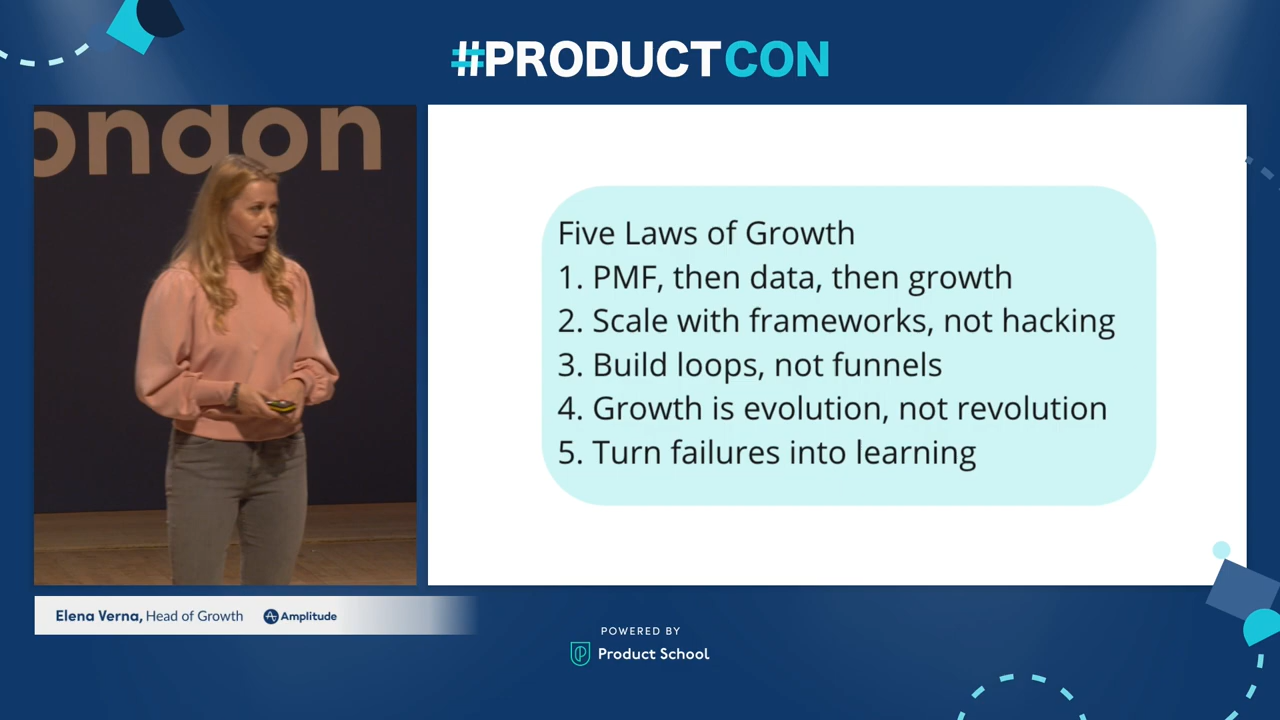 #PRODUCTCON
ondon
Five Laws of Growth
1. PMF, then data, then growth
2. Scale with frameworks, not hacking
3. Build loops, not funnels
4. Growth is evolution, not revolution
5. Turn failures into learning
Elena Verna, Head of Growth Amplitude
POWERED BY
Product School